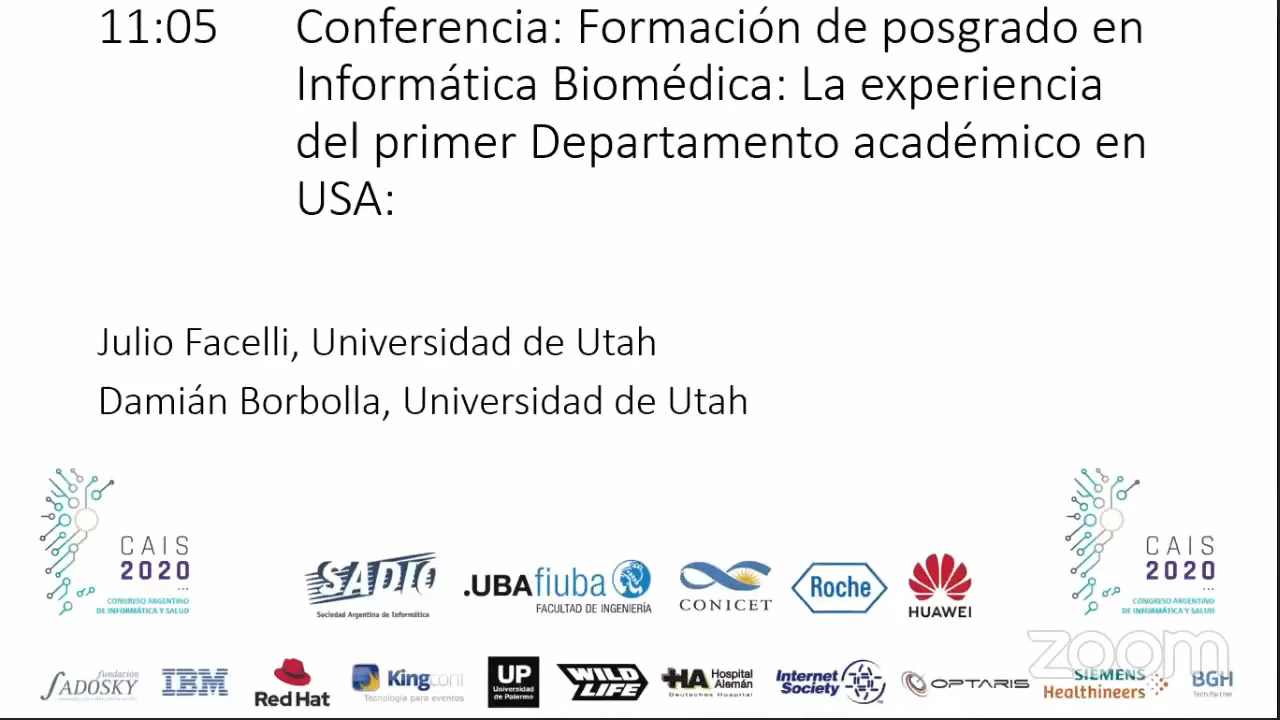 11:05 Conferencia: Formación de posgrado en
Informática Biomédica: La experiencia
del primer Departamento académico en
USA:
Julio Facelli, Universidad de Utah
Damián Borbolla, Universidad de Utah
CAIS
2020
CONGRESO ARGENTINO
DE INFORMÁTICA Y SALUD
SADIO
Sociedad Argentina de Informática
.UBAfiuba
FACULTAD DE INGENIERÍA
CONICET
Roche
HUAWEI
CAIS
2020
CONGRESO ARGENTINO
DE INFORMÁTICA Y SALUD
zoom
fundación
SADOSKY
IBM
Red Hat
Kingconf
Tecnología para eventos
UP
Universidad
de Palermo
WILD
LIFE
HA Hospital
Alemán
Deutsches Hospital
Internet
Society
OPTARIS
SIEMENS
Healthineers
BGH
Tech Partner